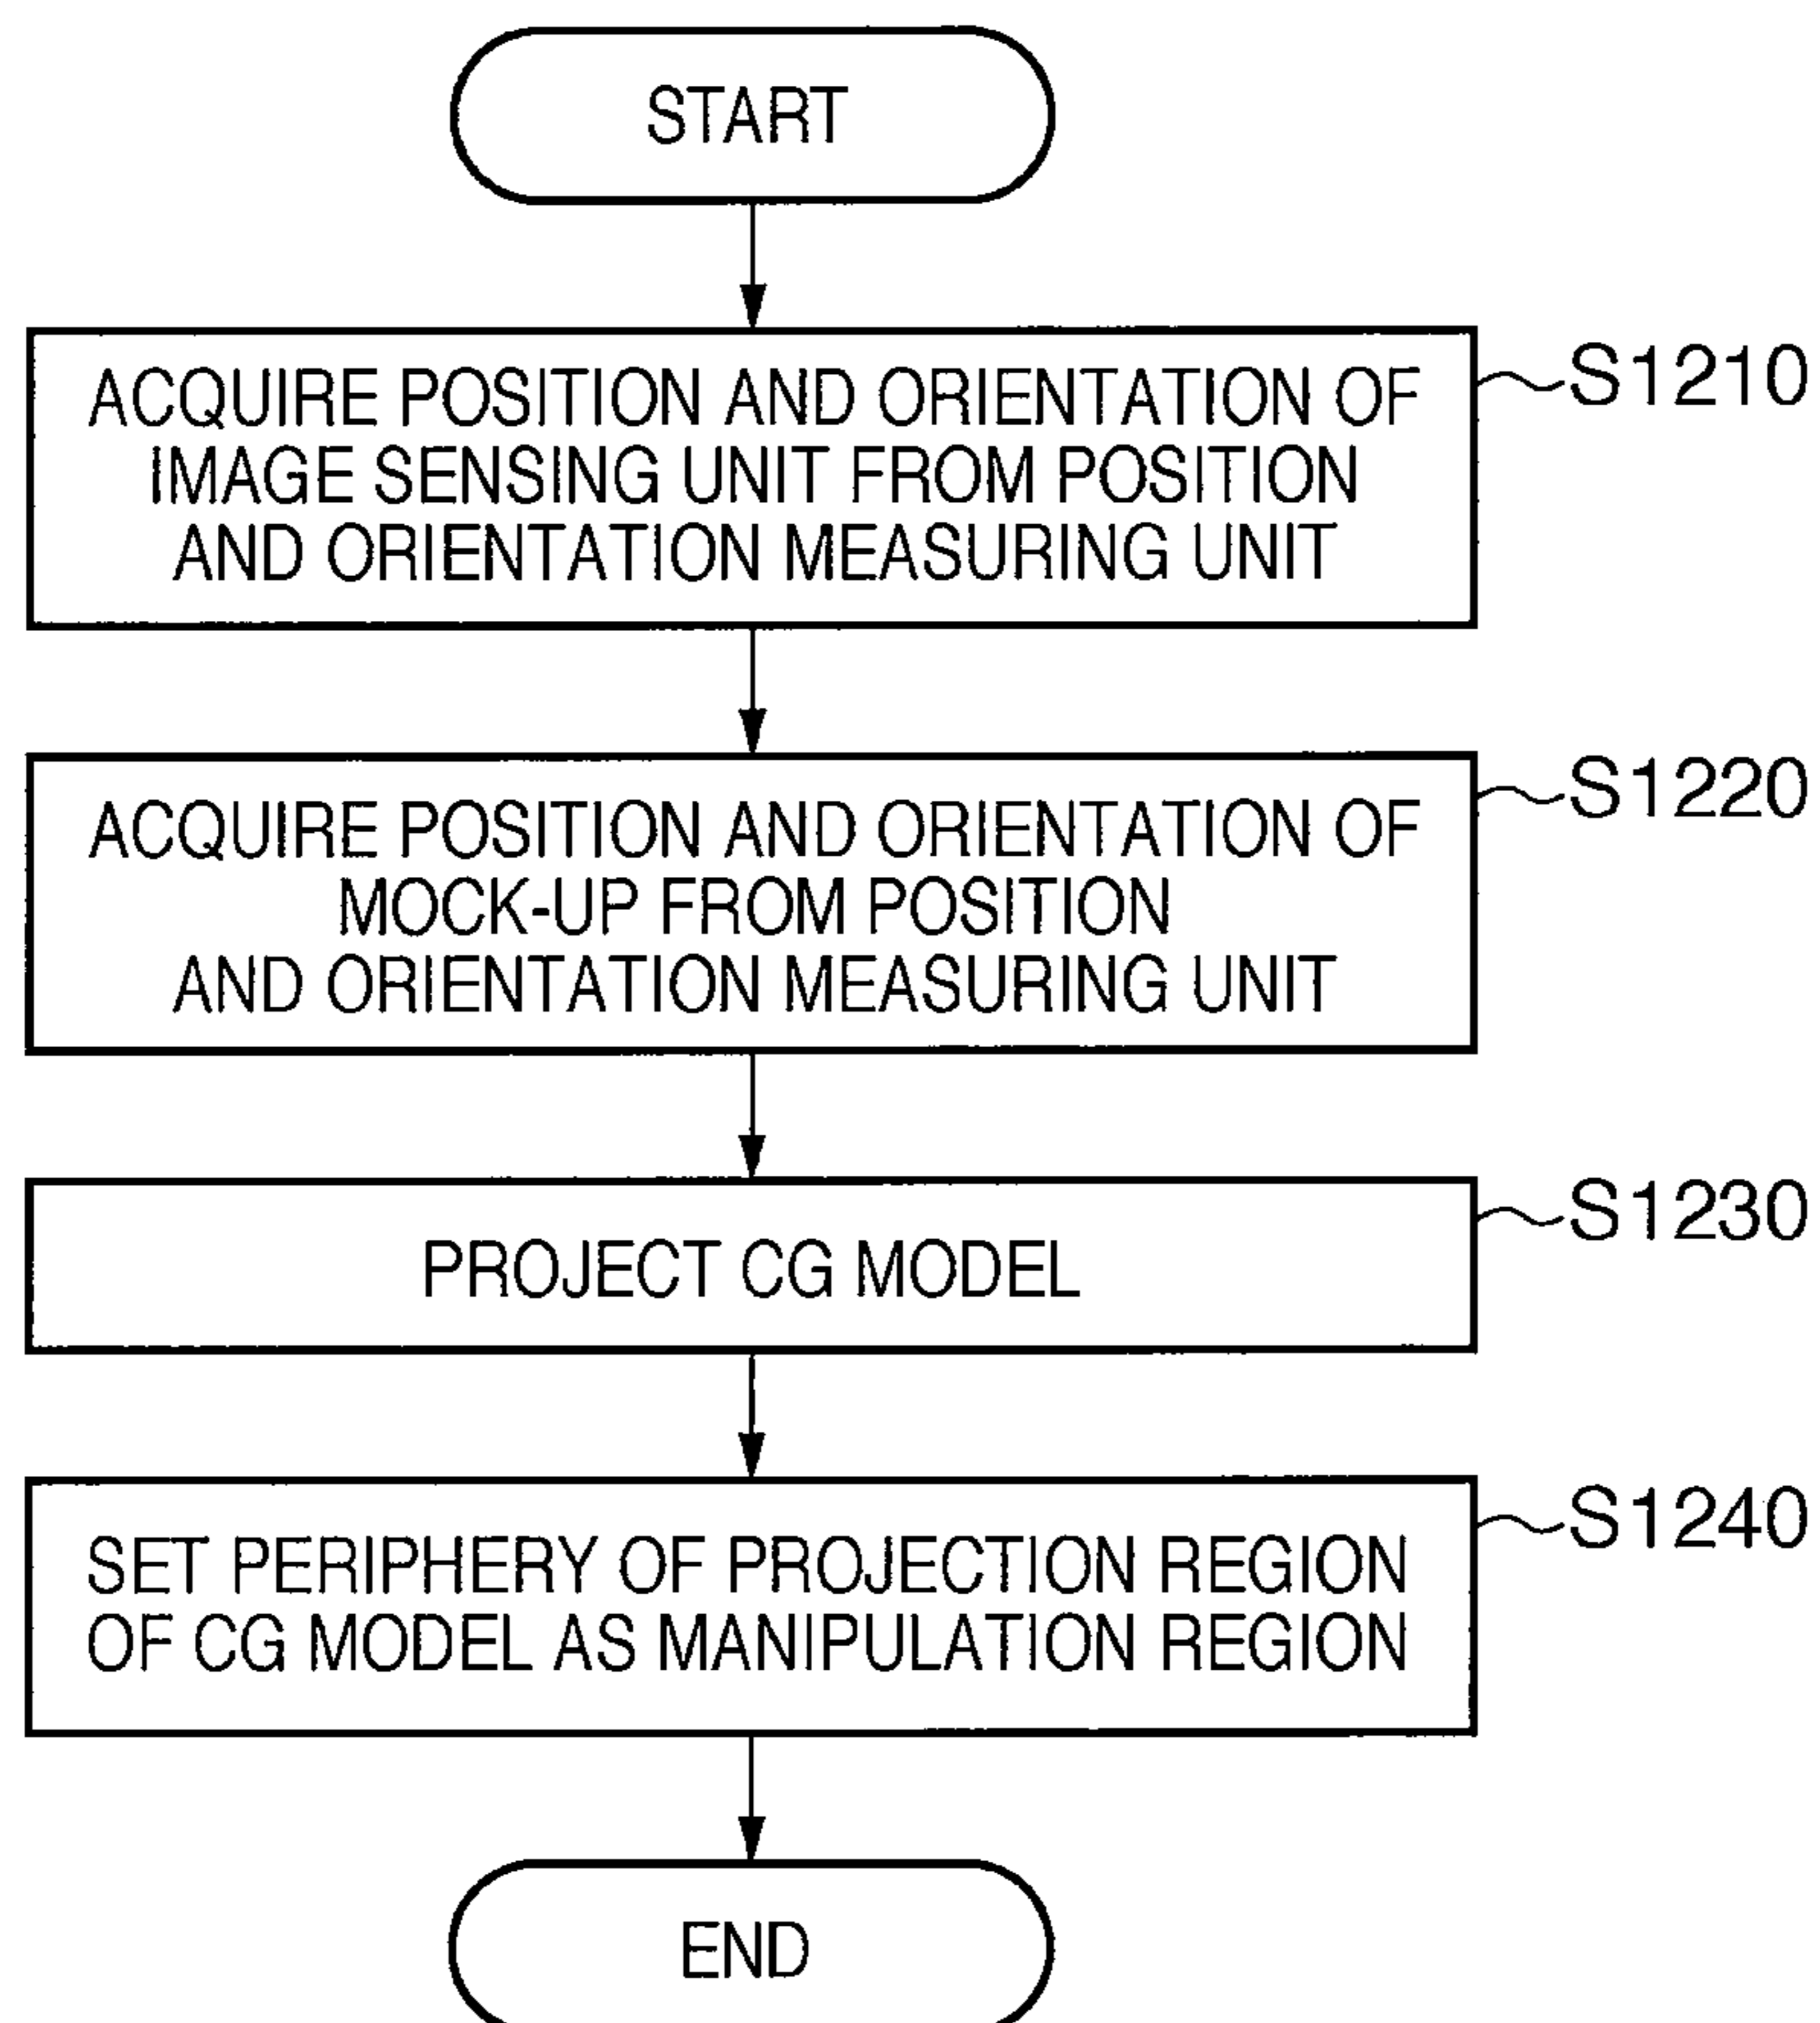 START
ACQUIRE POSITION AND ORIENTATION OF
IMAGE SENSING UNIT FROM POSITION
AND ORIENTATION MEASURING UNIT
S1210
ACQUIRE POSITION AND ORIENTATION OF
MOCK-UP FROM POSITION
AND ORIENTATION MEASURING UNIT
S1220
PROJECT CG MODEL
S1230
SET PERIPHERY OF PROJECTION REGION
OF CG MODEL AS MANIPULATION REGION
S1240
END